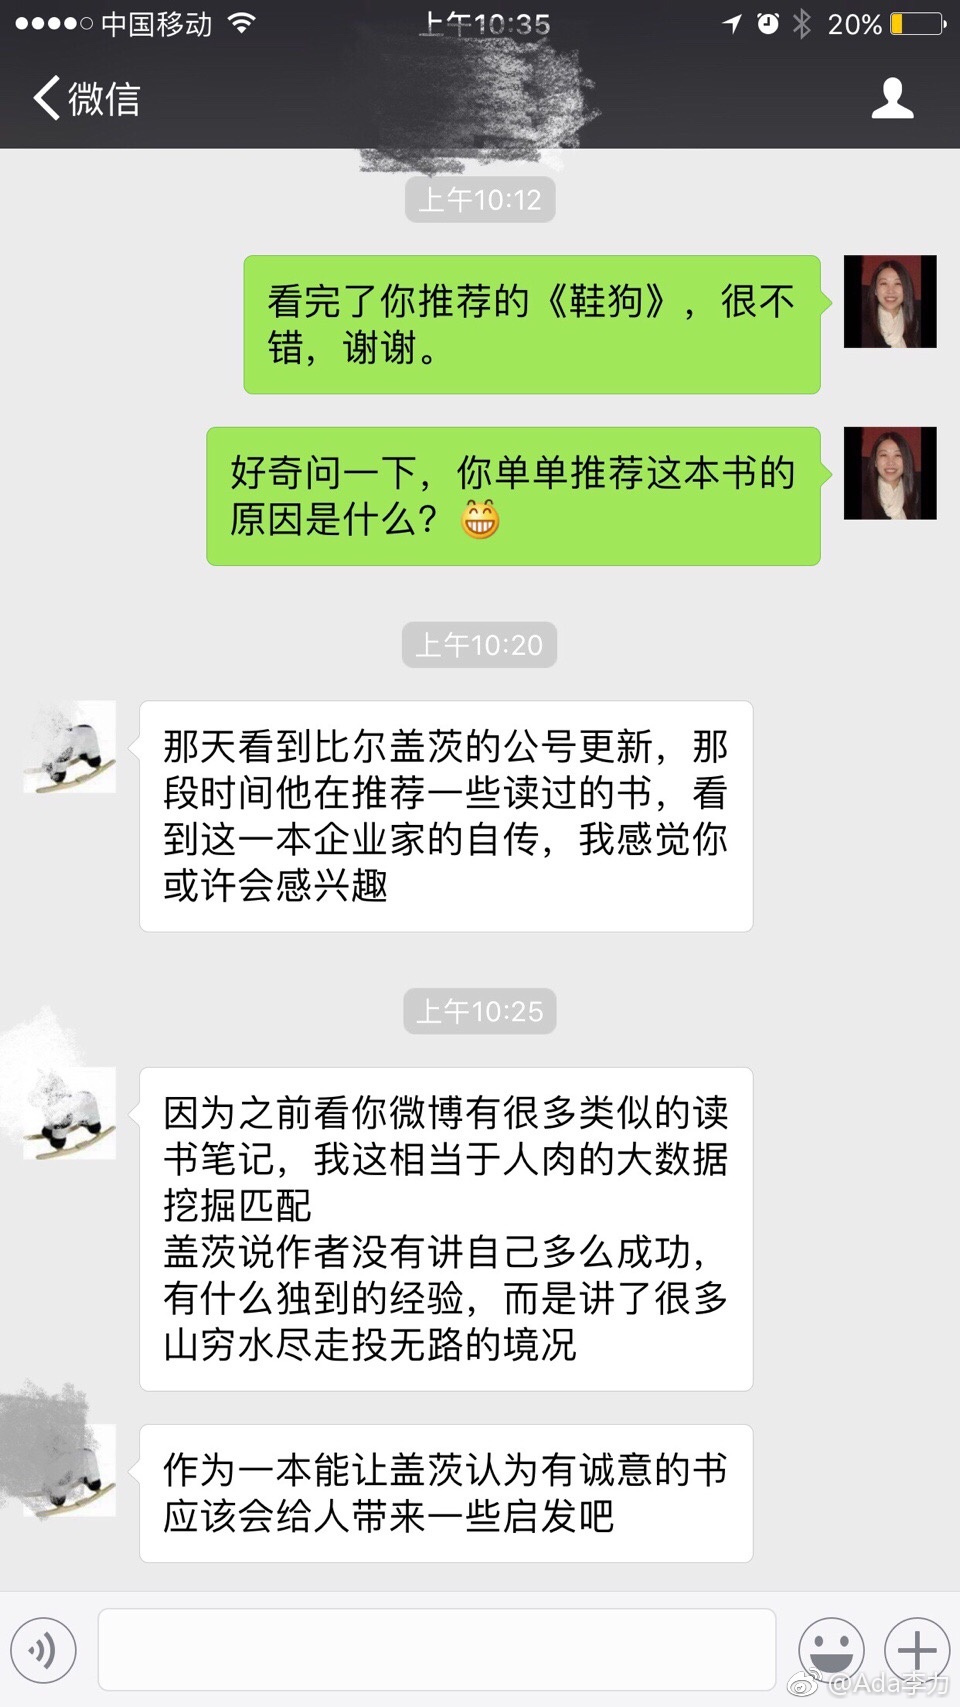 中国移动
上午10:35
20%
微信
上午10:12
看完了你推荐的《鞋狗》，很不
错，谢谢。
好奇问一下，你单单推荐这本书的
原因是什么？😁
上午10:20
那天看到比尔盖茨的公号更新，那
段时间他在推荐一些读过的书，看
到这一本企业家的自传，我感觉你
或许会感兴趣
上午10:25
因为之前看你微博有很多类似的读
书笔记，我这相当于人肉的大数据
挖掘匹配
盖茨说作者没有讲自己多么成功，
有什么独到的经验，而是讲了很多
山穷水尽走投无路的境况
作为一本能让盖茨认为有诚意的书
应该会给人带来一些启发吧
@Ada李力